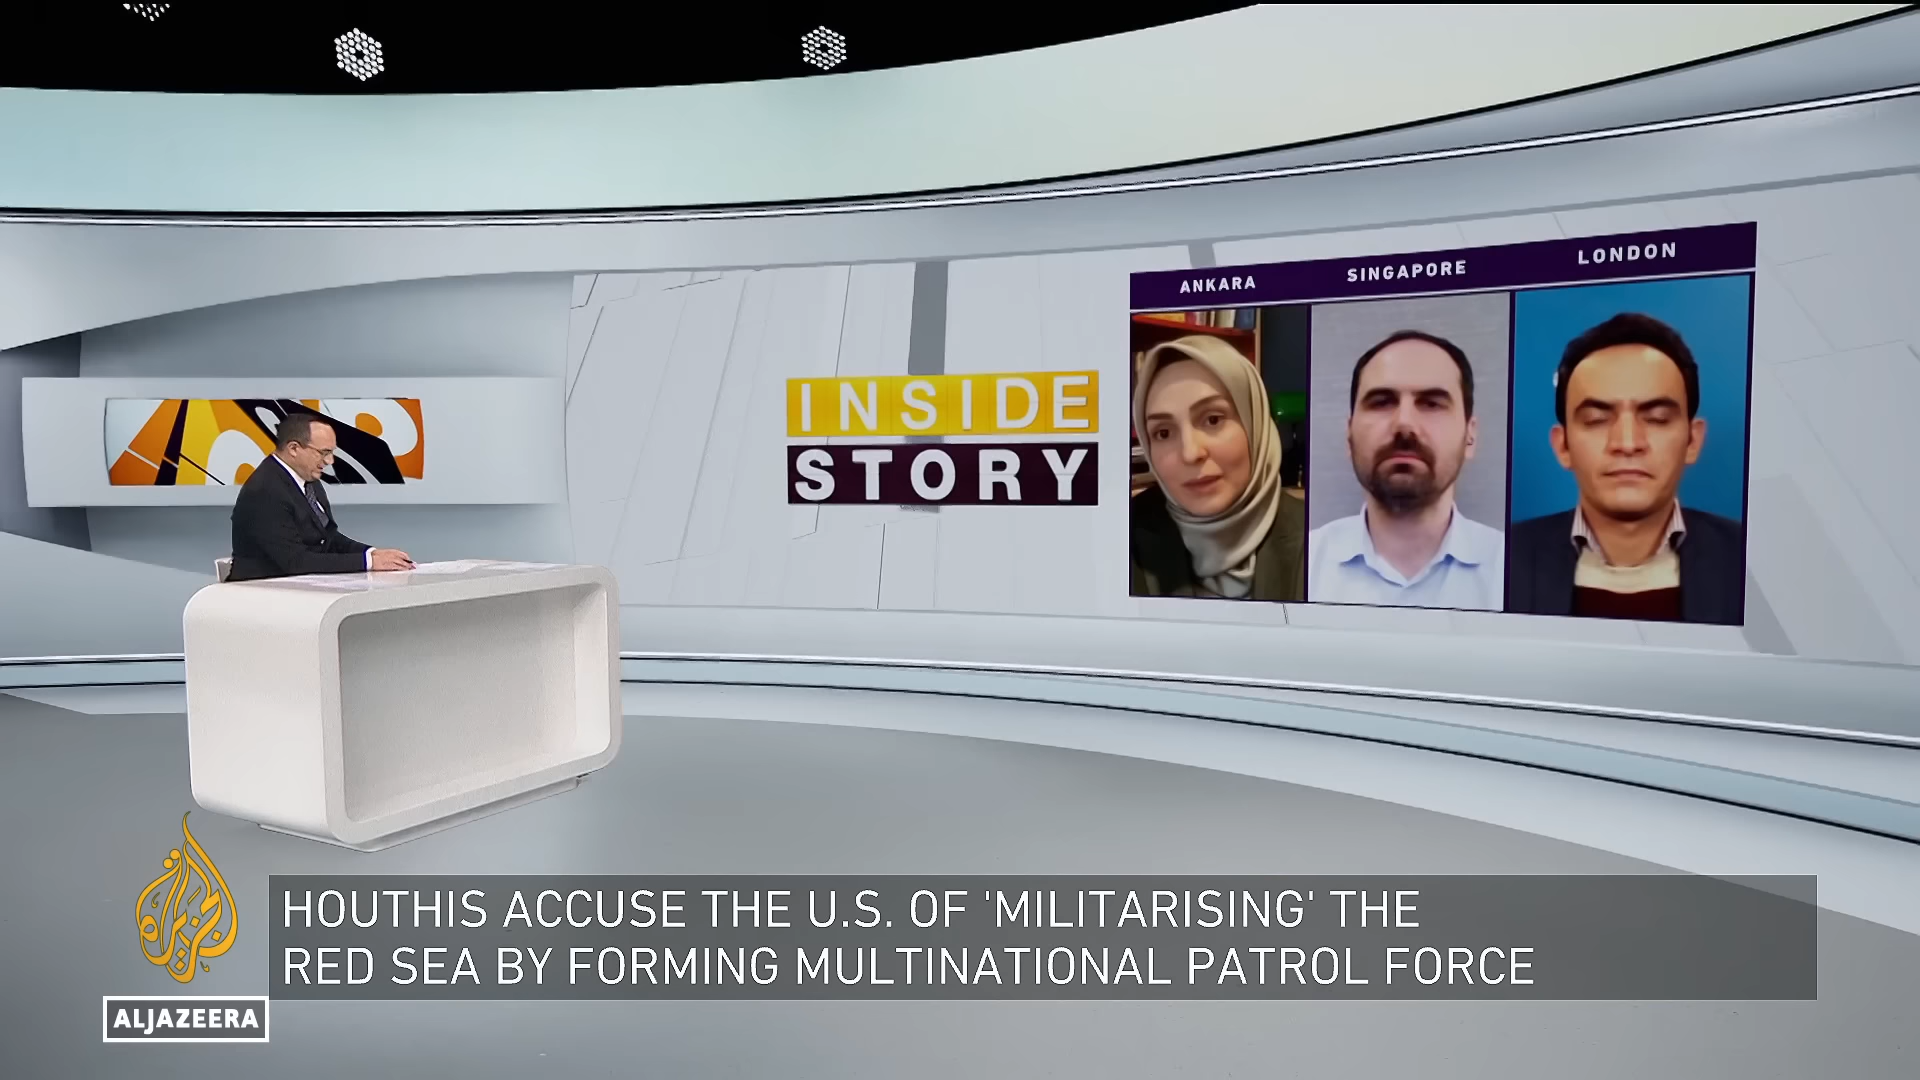 ANKARA
SINGAPORE
LONDON
INSIDE
STORY
HOUTHIS ACCUSE THE U.S. OF 'MILITARISING' THE
RED SEA BY FORMING MULTINATIONAL PATROL FORCE
الجزيرة
ALJAZEERA